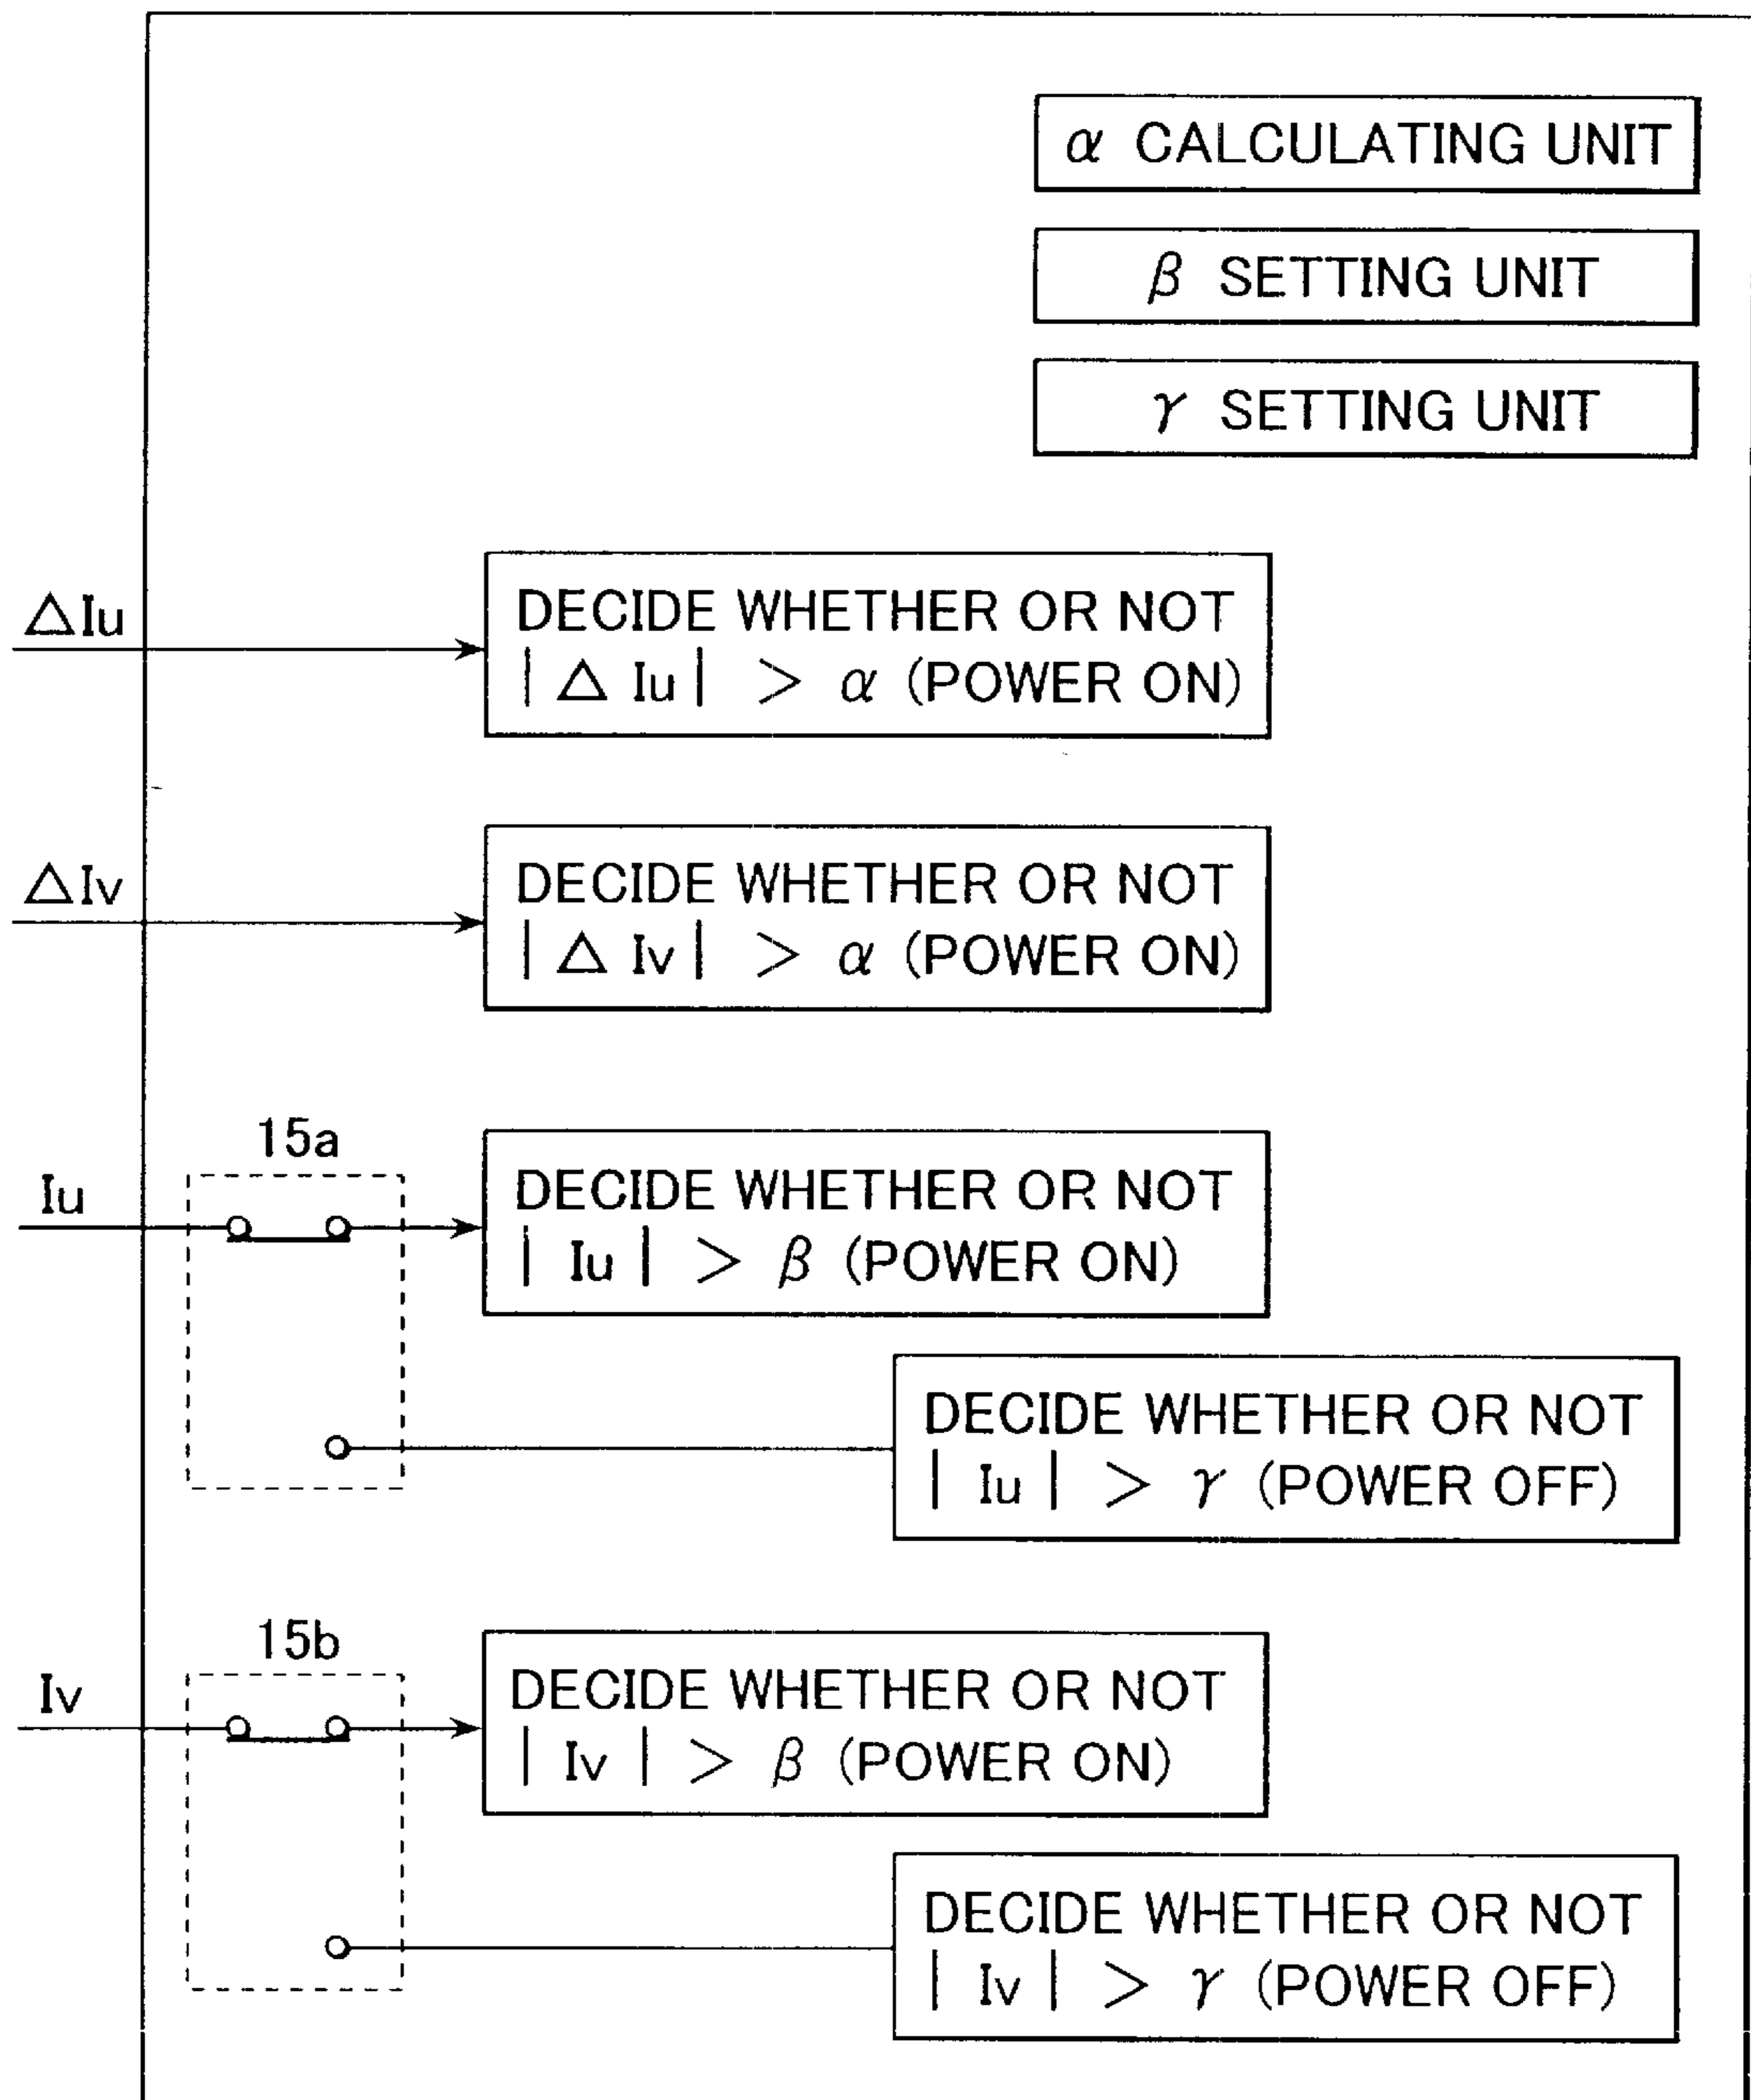 α CALCULATING UNIT
β SETTING UNIT
γ SETTING UNIT
△Iu
DECIDE WHETHER OR NOT
| △ Iu | > α (POWER ON)
△Iv
DECIDE WHETHER OR NOT
| △ Iv | > α (POWER ON)
15a
Iu
DECIDE WHETHER OR NOT
| Iu | > β (POWER ON)
DECIDE WHETHER OR NOT
| Iu | > γ (POWER OFF)
15b
Iv
DECIDE WHETHER OR NOT
| Iv | > β (POWER ON)
DECIDE WHETHER OR NOT
| Iv | > γ (POWER OFF)